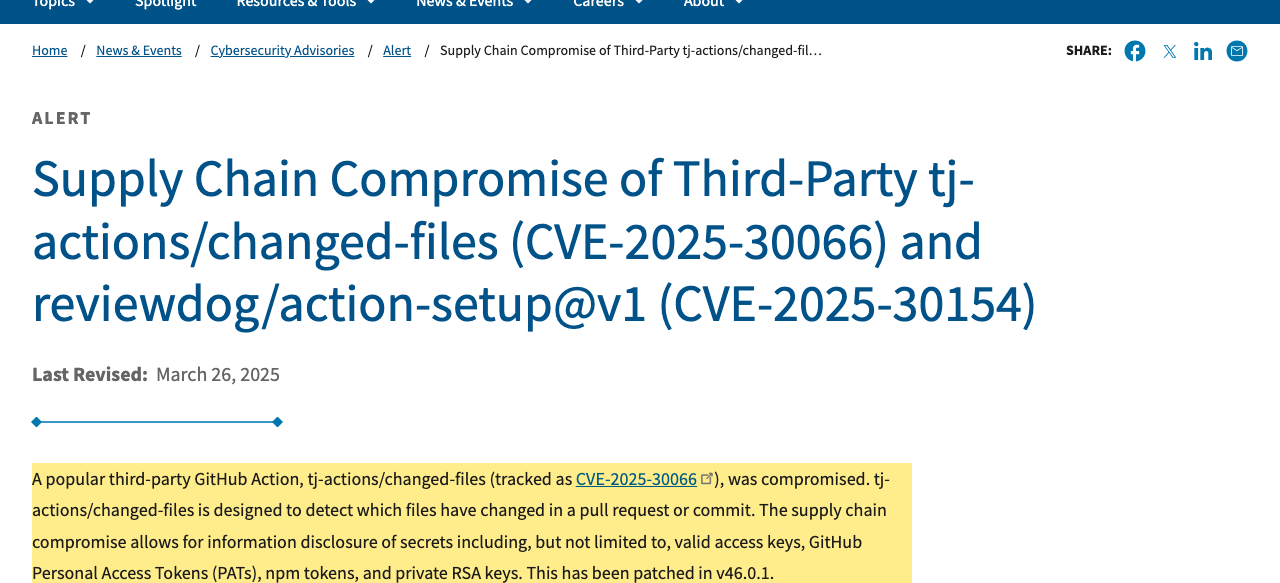 Topics Spotlight Resources & Tools News & Events Careers About
Home / News & Events / Cybersecurity Advisories / Alert / Supply Chain Compromise of Third-Party tj-actions/changed-fil… SHARE:
ALERT
Supply Chain Compromise of Third-Party tj-
actions/changed-files (CVE-2025-30066) and
reviewdog/action-setup@v1 (CVE-2025-30154)
Last Revised: March 26, 2025
A popular third-party GitHub Action, tj-actions/changed-files (tracked as CVE-2025-30066), was compromised. tj-
actions/changed-files is designed to detect which files have changed in a pull request or commit. The supply chain
compromise allows for information disclosure of secrets including, but not limited to, valid access keys, GitHub
Personal Access Tokens (PATs), npm tokens, and private RSA keys. This has been patched in v46.0.1.